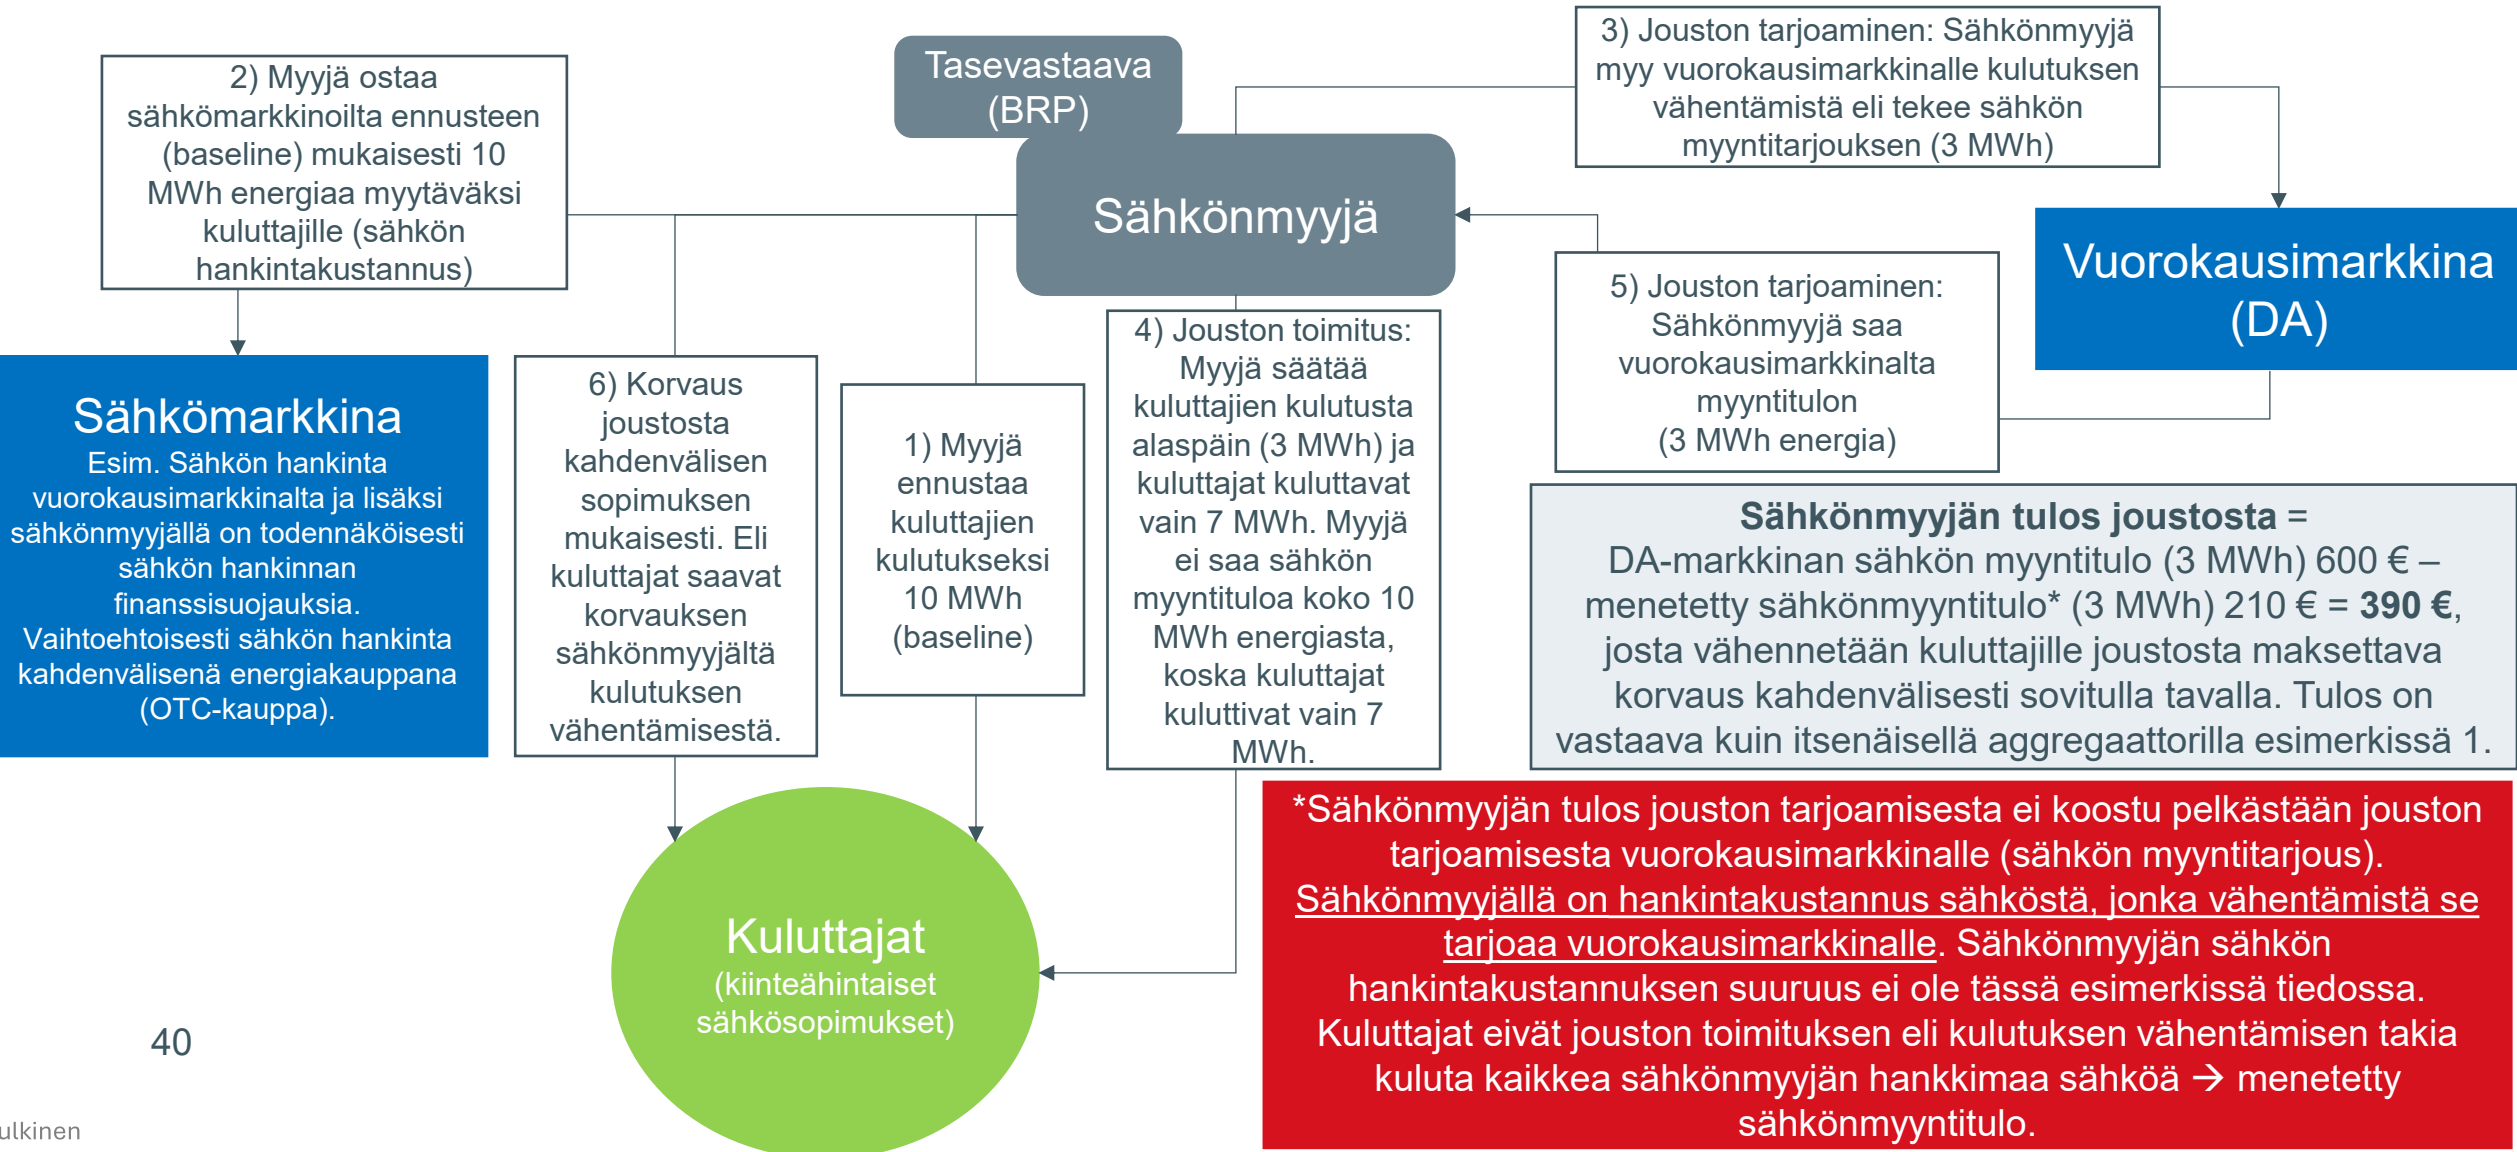 2) Myyjä ostaa
sähkömarkkinoilta ennusteen
(baseline) mukaisesti 10
MWh energiaa myytäväksi
kuluttajille (sähkön
hankintakustannus)
Tasevastaava
(BRP)
Sähkönmyyjä
3) Jouston tarjoaminen: Sähkönmyyjä
myy vuorokausimarkkinalle kulutuksen
vähentämistä eli tekee sähkön
myyntitarjouksen (3 MWh)
Vuorokausimarkkina
(DA)
5) Jouston tarjoaminen:
Sähkönmyyjä saa
vuorokausimarkkinalta
myyntitulon
(3 MWh energia)
Sähkömarkkina
Esim. Sähkön hankinta
vuorokausimarkkinalta ja lisäksi
sähkönmyyjällä on todennäköisesti
sähkön hankinnan
finanssisuojauksia.
Vaihtoehtoisesti sähkön hankinta
kahdenvälisenä energiakauppana
(OTC-kauppa).
6) Korvaus
joustosta
kahdenvälisen
sopimuksen
mukaisesti. Eli
kuluttajat saavat
korvauksen
sähkönmyyjältä
kulutuksen
vähentämisestä.
1) Myyjä
ennustaa
kuluttajien
kulutukseksi
10 MWh
(baseline)
4) Jouston toimitus:
Myyjä säätää
kuluttajien kulutusta
alaspäin (3 MWh) ja
kuluttajat kuluttavat
vain 7 MWh. Myyjä
ei saa sähkön
myyntituloa koko 10
MWh energiasta,
koska kuluttajat
kuluttivat vain 7
MWh.
Sähkönmyyjän tulos joustosta =
DA-markkinan sähkön myyntitulo (3 MWh) 600 € –
menetetty sähkönmyyntitulo* (3 MWh) 210 € = 390 €,
josta vähennetään kuluttajille joustosta maksettava
korvaus kahdenvälisesti sovitulla tavalla. Tulos on
vastaava kuin itsenäisellä aggregaattorilla esimerkissä 1.
*Sähkönmyyjän tulos jouston tarjoamisesta ei koostu pelkästään jouston
tarjoamisesta vuorokausimarkkinalle (sähkön myyntitarjous).
Sähkönmyyjällä on hankintakustannus sähköstä, jonka vähentämistä se
tarjoaa vuorokausimarkkinalle. Sähkönmyyjän sähkön
hankintakustannuksen suuruus ei ole tässä esimerkissä tiedossa.
Kuluttajat eivät jouston toimituksen eli kulutuksen vähentämisen takia
kuluta kaikkea sähkönmyyjän hankkimaa sähköä → menetetty
sähkönmyyntitulo.
Kuluttajat
(kiinteähintaiset
sähkösopimukset)
40
ulkinen